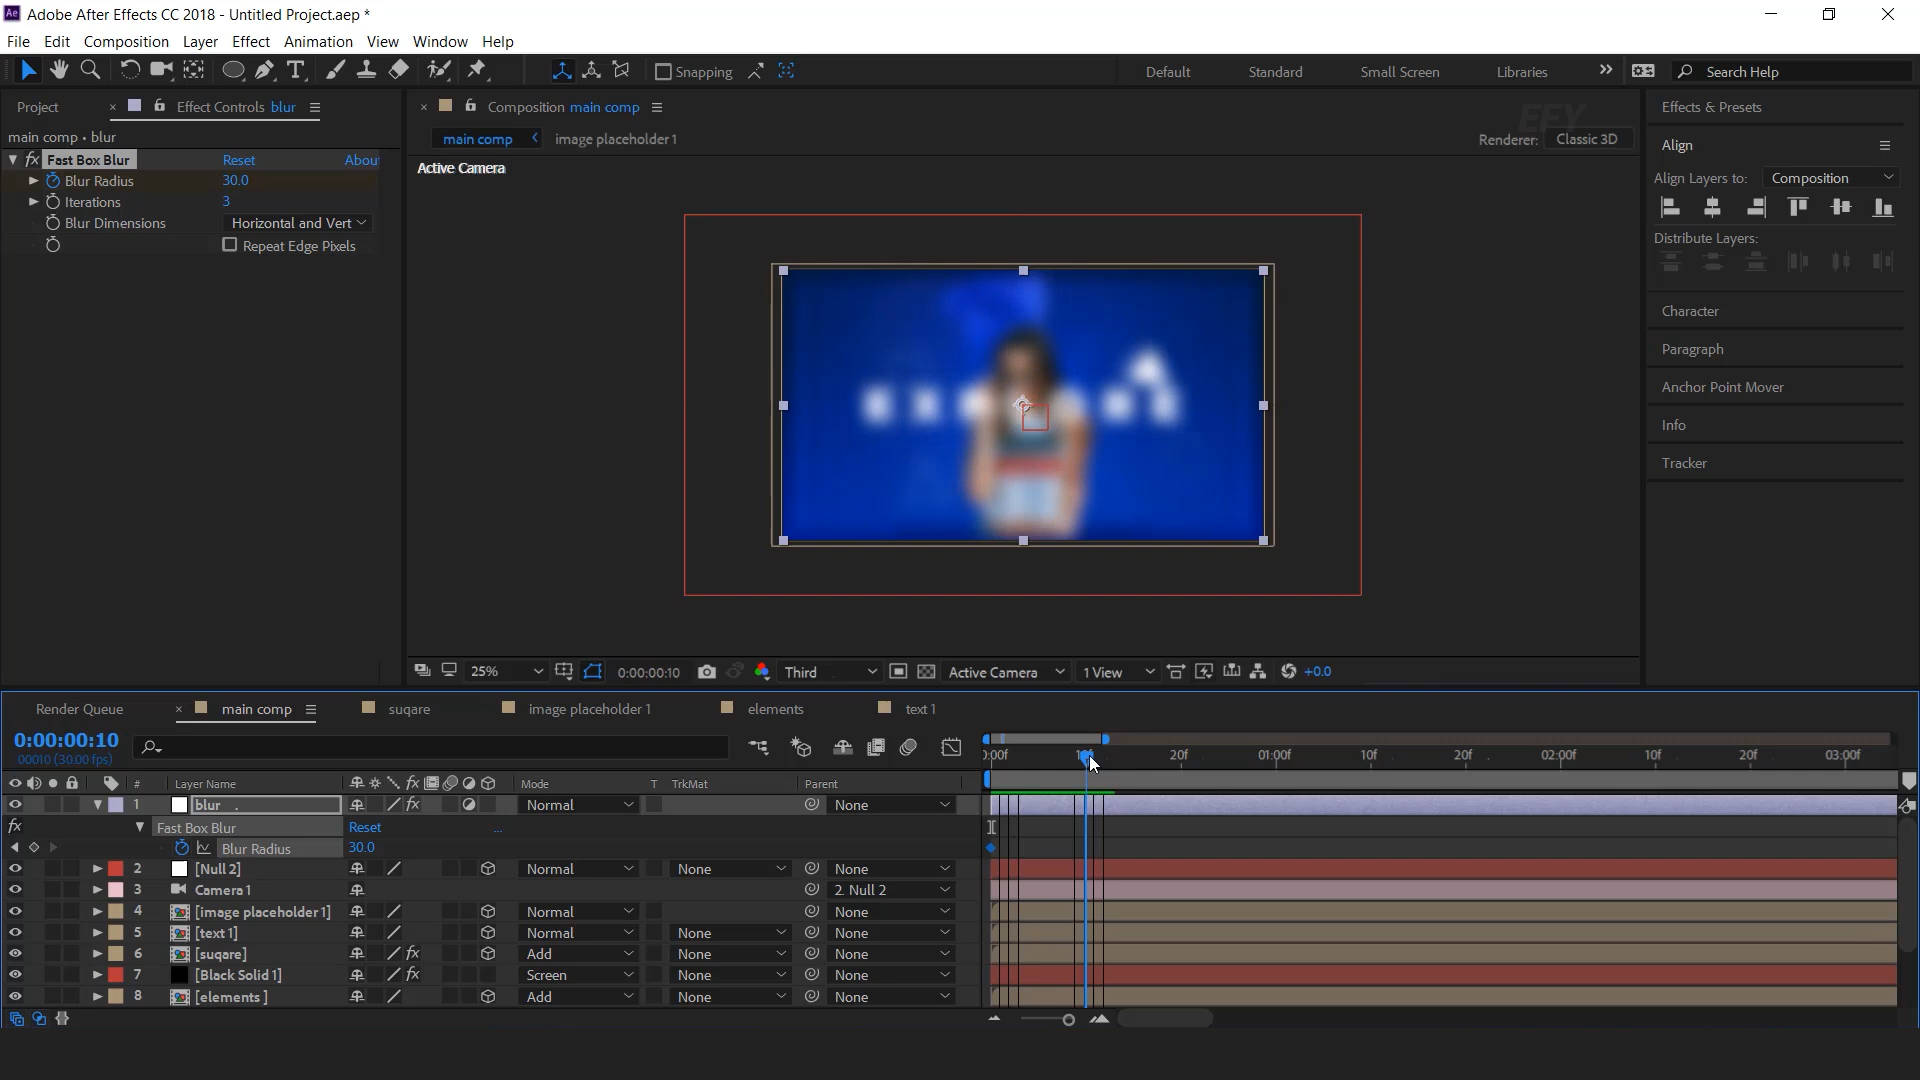 Adobe After Effects CC 2018 - Untitled Project.aep *
File Edit Composition Layer Effect Animation View Window Help
Snapping Default Standard Small Screen Libraries Search Help
Project Effect Controls blur Composition main comp Effects & Presets
EFY
main comp • blur main comp image placeholder 1 Renderer: Classic 3D Align
fx Fast Box Blur Reset About Active Camera
Blur Radius 30.0 Align Layers to: Composition
Iterations 3
Blur Dimensions Horizontal and Vert
Repeat Edge Pixels Distribute Layers:
Character
Paragraph
Anchor Point Mover
Info
Tracker
25% 0:00:00:10 Third Active Camera 1 View +0.0
Render Queue main comp suqare image placeholder 1 elements text 1
0:00:00:10
00010 (30.00 fps)
0:00f 10f 20f 01:00f 10f 20f 02:00f 10f 20f 03:00f
# Layer Name fx Mode T TrkMat Parent
1 blur . fx Normal None
fx Fast Box Blur Reset ...
Blur Radius 30.0
2 [Null 2] Normal None None
3 Camera 1 2. Null 2
4 [image placeholder 1] Normal None
5 [text 1] Normal None None
6 [suqare] fx Add None None
7 [Black Solid 1] fx Screen None None
8 [elements ] Add None None